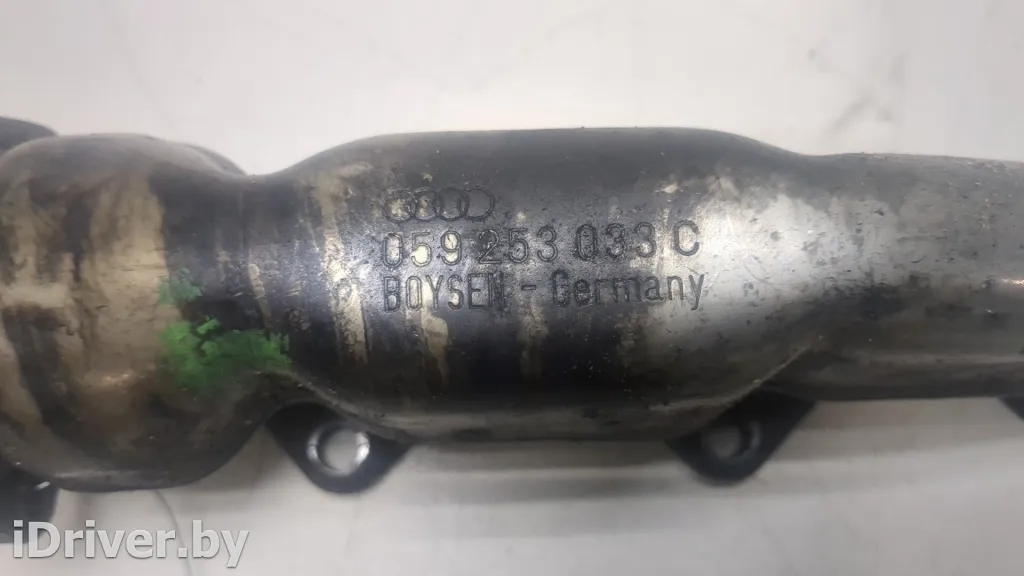 059 253 033 C
BOYSEN - Germany
iDriver.by